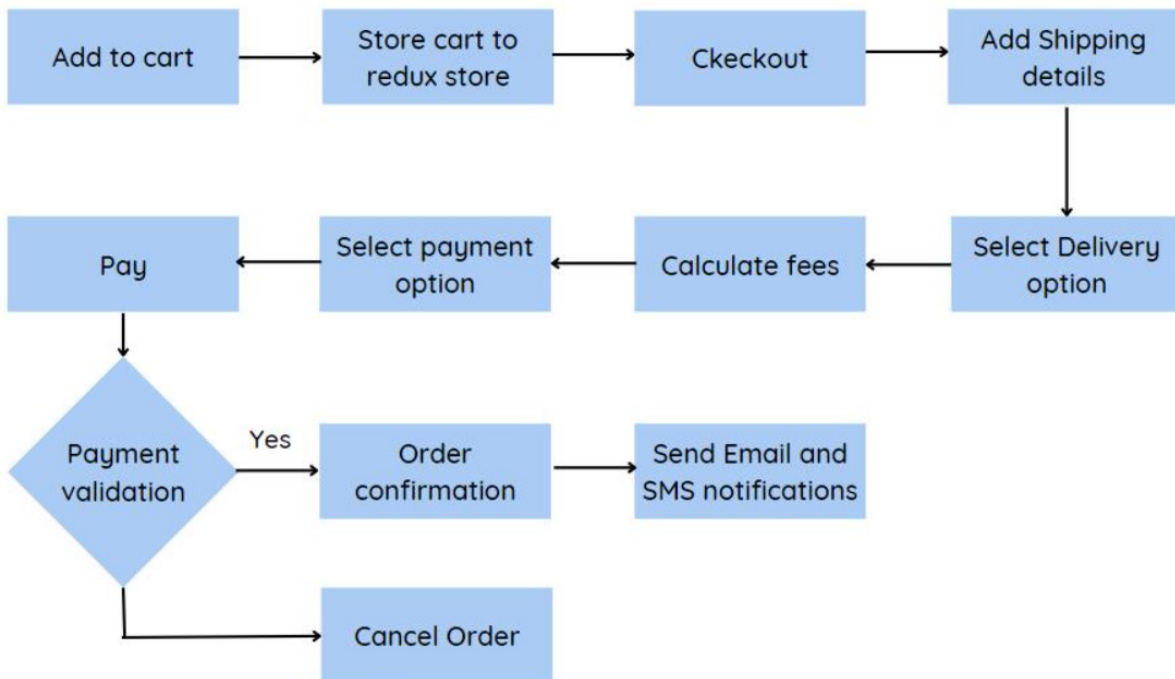 Add to cart
Store cart to
redux store
Ckeckout
Add Shipping
details
Pay
Select payment
option
Calculate fees
Select Delivery
option
Payment
validation
Yes
Order
confirmation
Send Email and
SMS notifications
Cancel Order